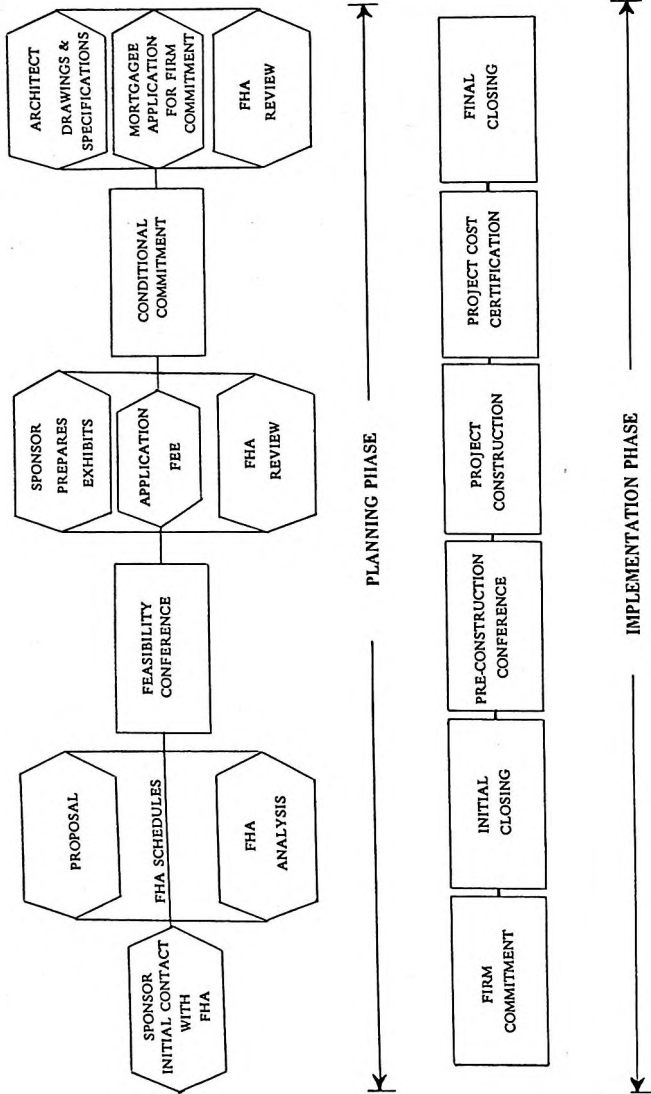 SPONSOR
INITIAL CONTACT
WITH
FHA
PROPOSAL
FHA SCHEDULES
FHA
ANALYSIS
FEASIBILITY
CONFERENCE
SPONSOR
PREPARES
EXHIBITS
APPLICATION
FEE
FHA
REVIEW
CONDITIONAL
COMMITMENT
ARCHITECT
DRAWINGS &
SPECIFICATIONS
MORTGAGEE
APPLICATION
FOR FIRM
COMMITMENT
FHA
REVIEW
PLANNING PHASE
FIRM
COMMITMENT
INITIAL
CLOSING
PRE-CONSTRUCTION
CONFERENCE
PROJECT
CONSTRUCTION
PROJECT COST
CERTIFICATION
FINAL
CLOSING
IMPLEMENTATION PHASE